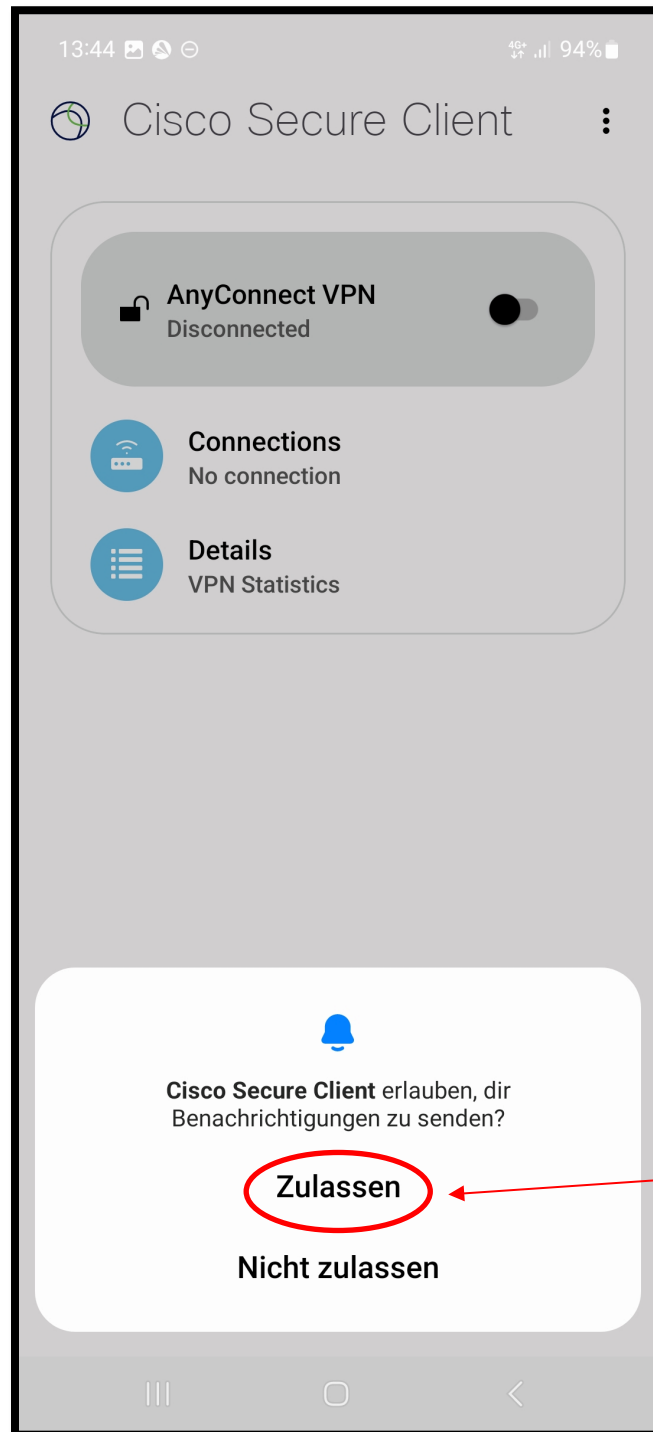 13:44 4G+ 94%
Cisco Secure Client
AnyConnect VPN
Disconnected
Connections
No connection
Details
VPN Statistics
Cisco Secure Client erlauben, dir
Benachrichtigungen zu senden?
Zulassen
Nicht zulassen